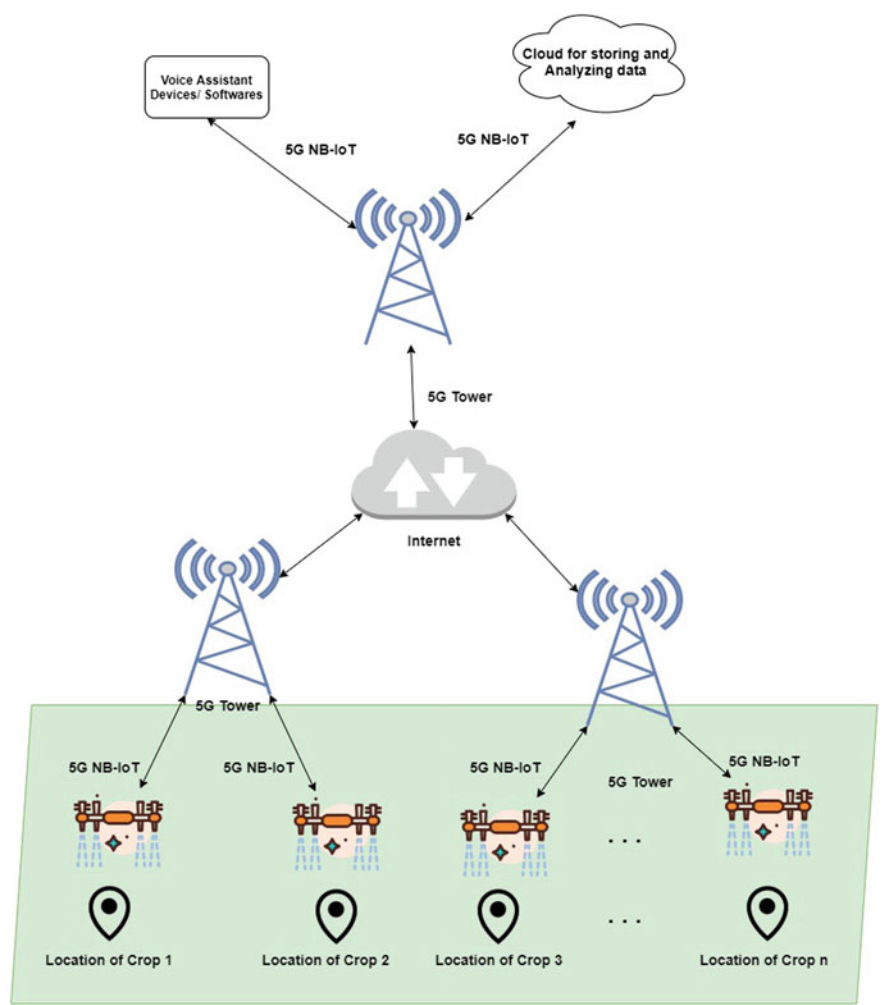 Voice Assistant
Devices/ Softwares
Cloud for storing and
Analyzing data
5G NB-IoT
5G NB-IoT
5G Tower
Internet
5G Tower
5G NB-IoT
5G NB-IoT
5G NB-IoT
5G NB-IoT
5G Tower
. . .
. . .
Location of Crop 1
Location of Crop 2
Location of Crop 3
Location of Crop n